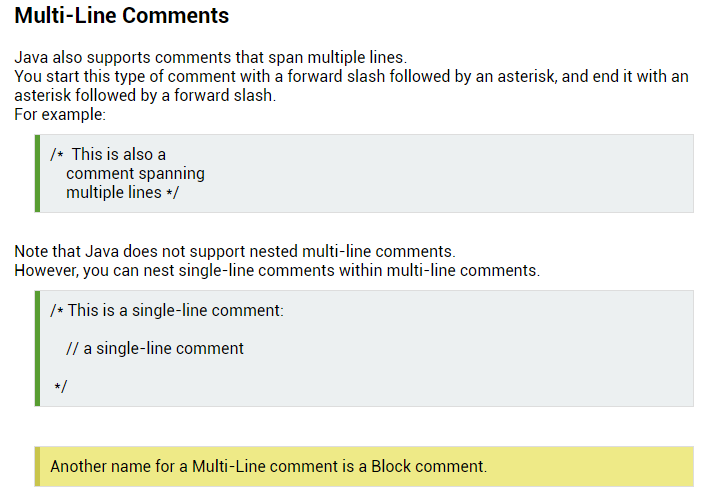 Multi-Line Comments
Java also supports comments that span multiple lines.
You start this type of comment with a forward slash followed by an asterisk, and end it with an
asterisk followed by a forward slash.
For example:
/*  This is also a
comment spanning
multiple lines */
Note that Java does not support nested multi-line comments.
However, you can nest single-line comments within multi-line comments.
/* This is a single-line comment:
// a single-line comment
*/
Another name for a Multi-Line comment is a Block comment.